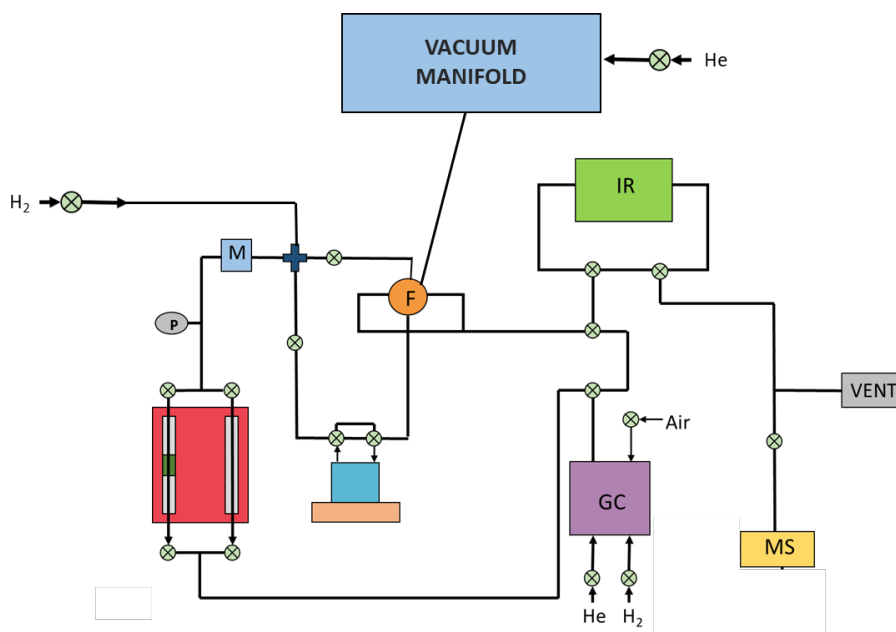 VACUUM
MANIFOLD
He
IR
H2
M
F
P
VENT
Air
GC
MS
He
H2